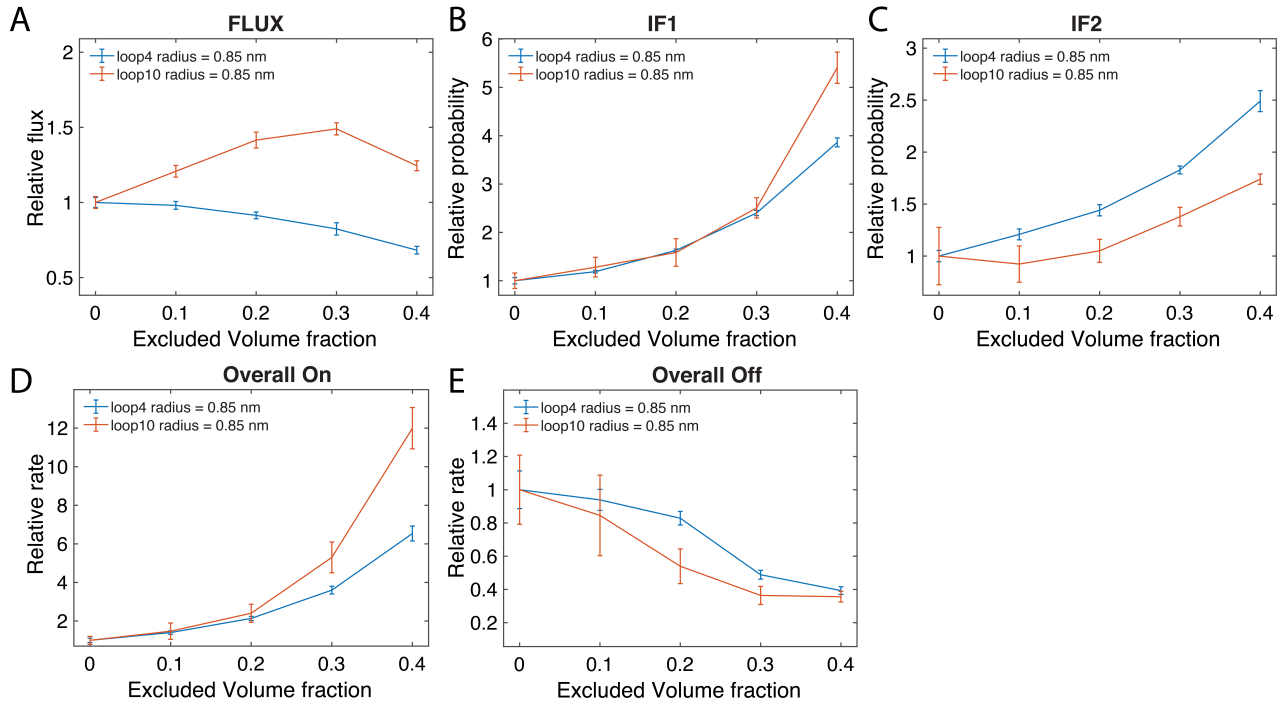 A
FLUX
2
1.5
1
0.5
Relative flux
loop4 radius = 0.85 nm
loop10 radius = 0.85 nm
0 0.1 0.2 0.3 0.4
Excluded Volume fraction
B
IF1
6
5
4
3
2
1
Relative probability
loop4 radius = 0.85 nm
loop10 radius = 0.85 nm
0 0.1 0.2 0.3 0.4
Excluded Volume fraction
C
IF2
3
2.5
2
1.5
1
Relative probability
loop4 radius = 0.85 nm
loop10 radius = 0.85 nm
0 0.1 0.2 0.3 0.4
Excluded Volume fraction
D
Overall On
12
10
8
6
4
2
Relative rate
loop4 radius = 0.85 nm
loop10 radius = 0.85 nm
0 0.1 0.2 0.3 0.4
Excluded Volume fraction
E
Overall Off
1.4
1.2
1
0.8
0.6
0.4
0.2
Relative rate
loop4 radius = 0.85 nm
loop10 radius = 0.85 nm
0 0.1 0.2 0.3 0.4
Excluded Volume fraction